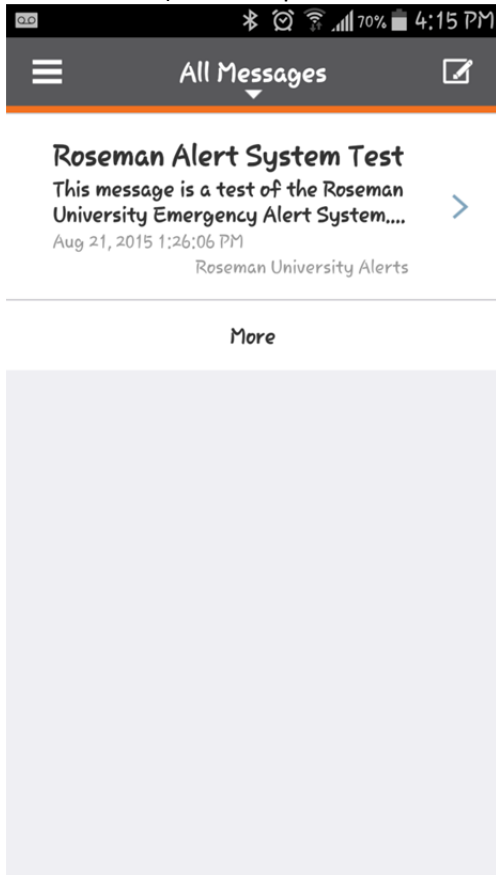 70% 4:15 PM
All Messages
Roseman Alert System Test
This message is a test of the Roseman
University Emergency Alert System....
Aug 21, 2015 1:26:06 PM
Roseman University Alerts
More